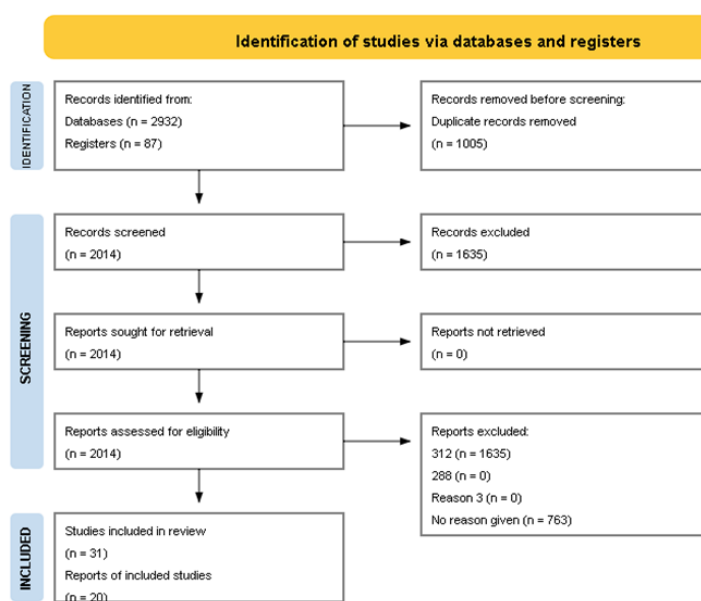 Identification of studies via databases and registers
IDENTIFICATION
Records identified from:
Databases (n = 2932)
Registers (n = 87)
Records removed before screening:
Duplicate records removed
(n = 1005)
SCREENING
Records screened
(n = 2014)
Records excluded
(n = 1635)
Reports sought for retrieval
(n = 2014)
Reports not retrieved
(n = 0)
Reports assessed for eligibility
(n = 2014)
Reports excluded:
312 (n = 1635)
288 (n = 0)
Reason 3 (n = 0)
No reason given (n = 763)
INCLUDED
Studies included in review
(n = 31)
Reports of included studies
(n = 20)